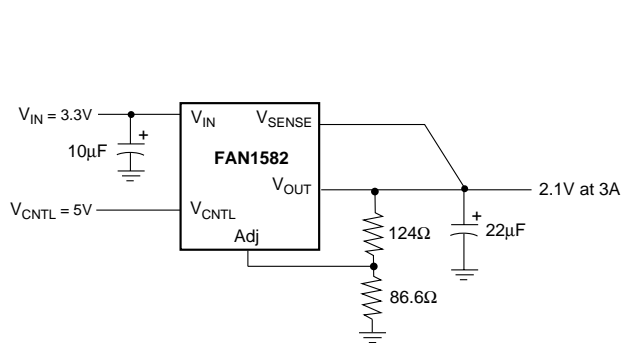 V_IN = 3.3V
+
10μF
V_IN
V_SENSE
FAN1582
V_OUT
2.1V at 3A
V_CNTL = 5V
V_CNTL
Adj
124Ω
+
22μF
86.6Ω